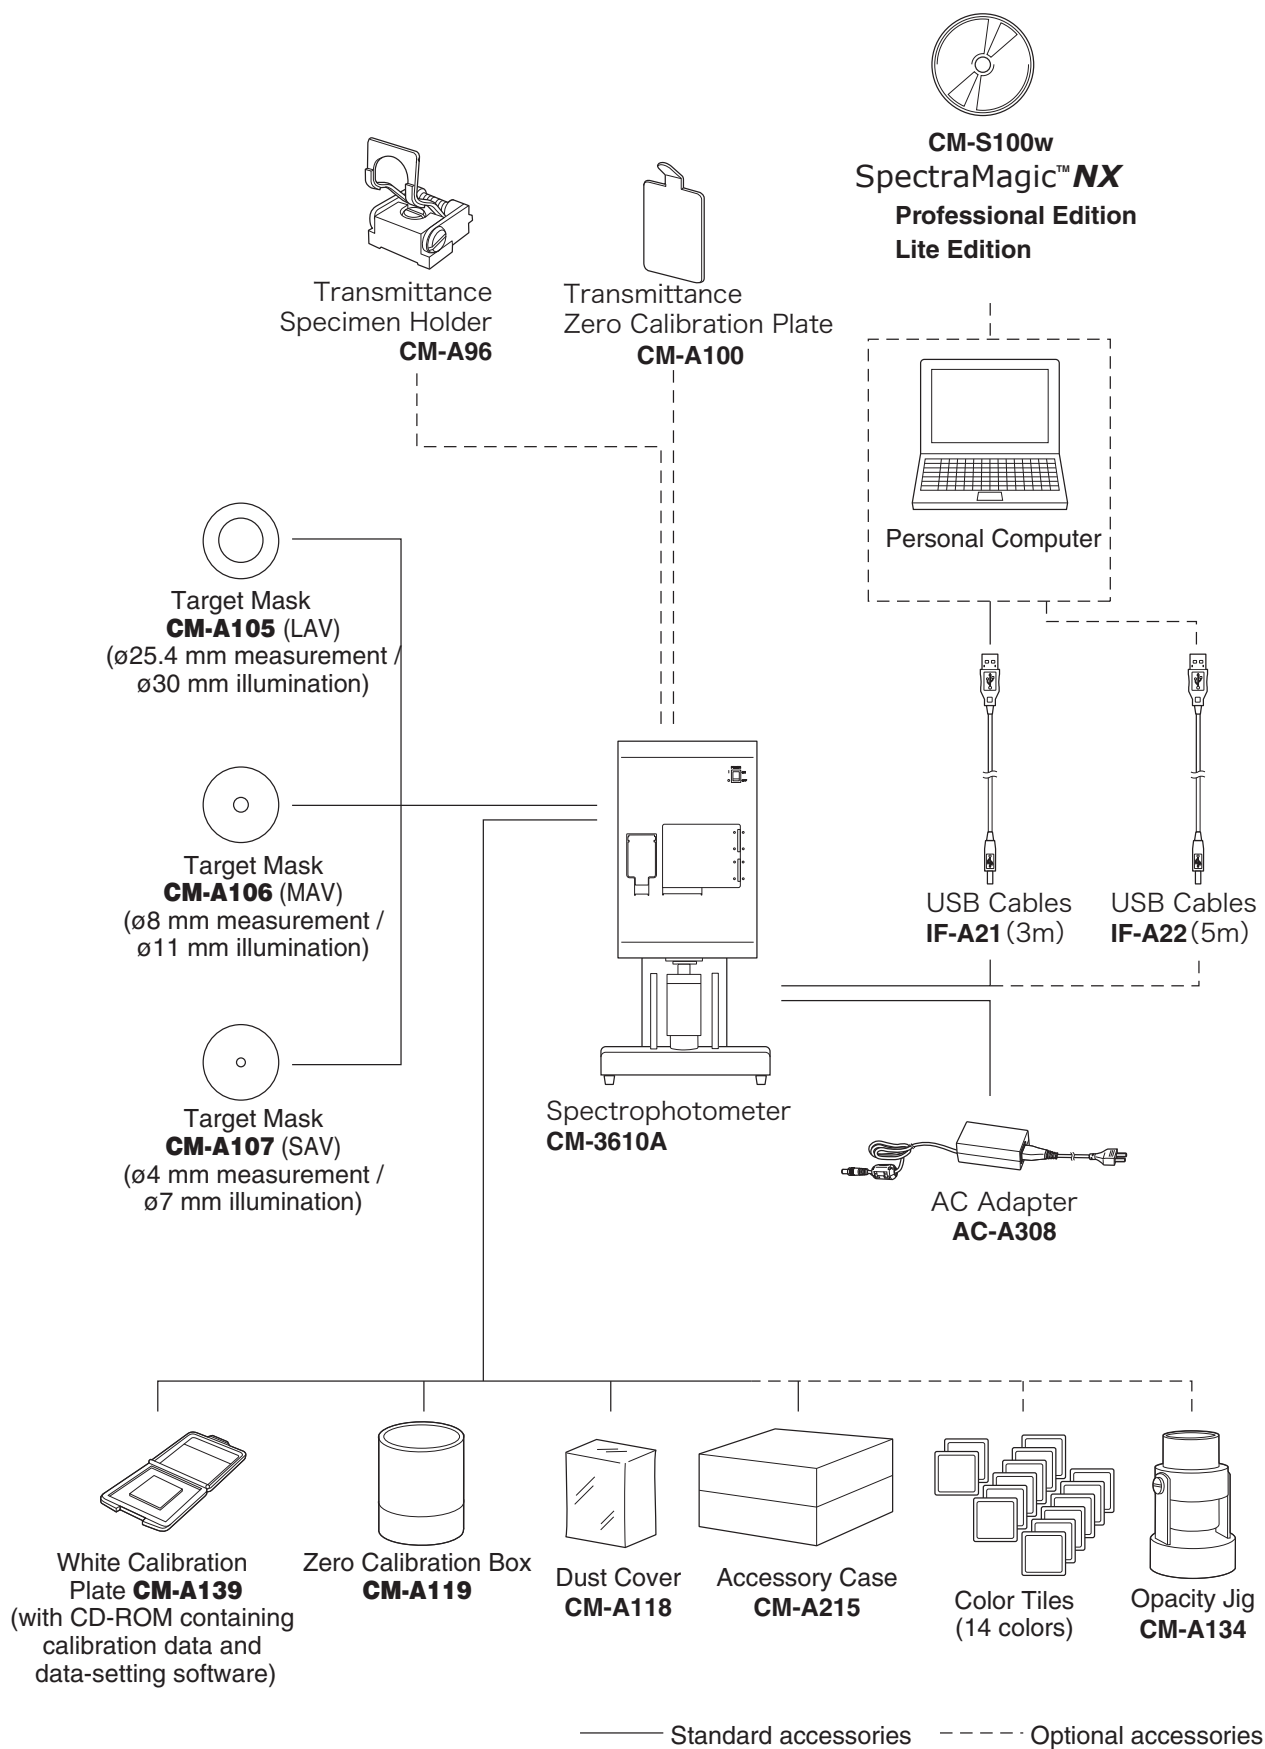 CM-S100w
SpectraMagic™ NX
Professional Edition
Lite Edition
Transmittance
Specimen Holder
CM-A96
Transmittance
Zero Calibration Plate
CM-A100
Personal Computer
Target Mask
CM-A105 (LAV)
(ø25.4 mm measurement /
ø30 mm illumination)
Target Mask
CM-A106 (MAV)
(ø8 mm measurement /
ø11 mm illumination)
Target Mask
CM-A107 (SAV)
(ø4 mm measurement /
ø7 mm illumination)
USB Cables
IF-A21 (3m)
USB Cables
IF-A22 (5m)
Spectrophotometer
CM-3610A
AC Adapter
AC-A308
White Calibration
Plate CM-A139
(with CD-ROM containing
calibration data and
data-setting software)
Zero Calibration Box
CM-A119
Dust Cover
CM-A118
Accessory Case
CM-A215
Color Tiles
(14 colors)
Opacity Jig
CM-A134
Standard accessories
Optional accessories